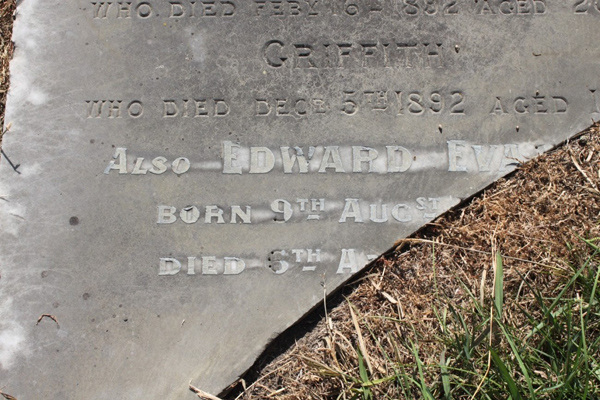 WHO DIED FEBY 16TH 1882 AGED
GRIFFITH
WHO DIED DECR 5TH 1892 AGED
ALSO EDWARD EVA
BORN 9TH AUGST
DIED 6TH A